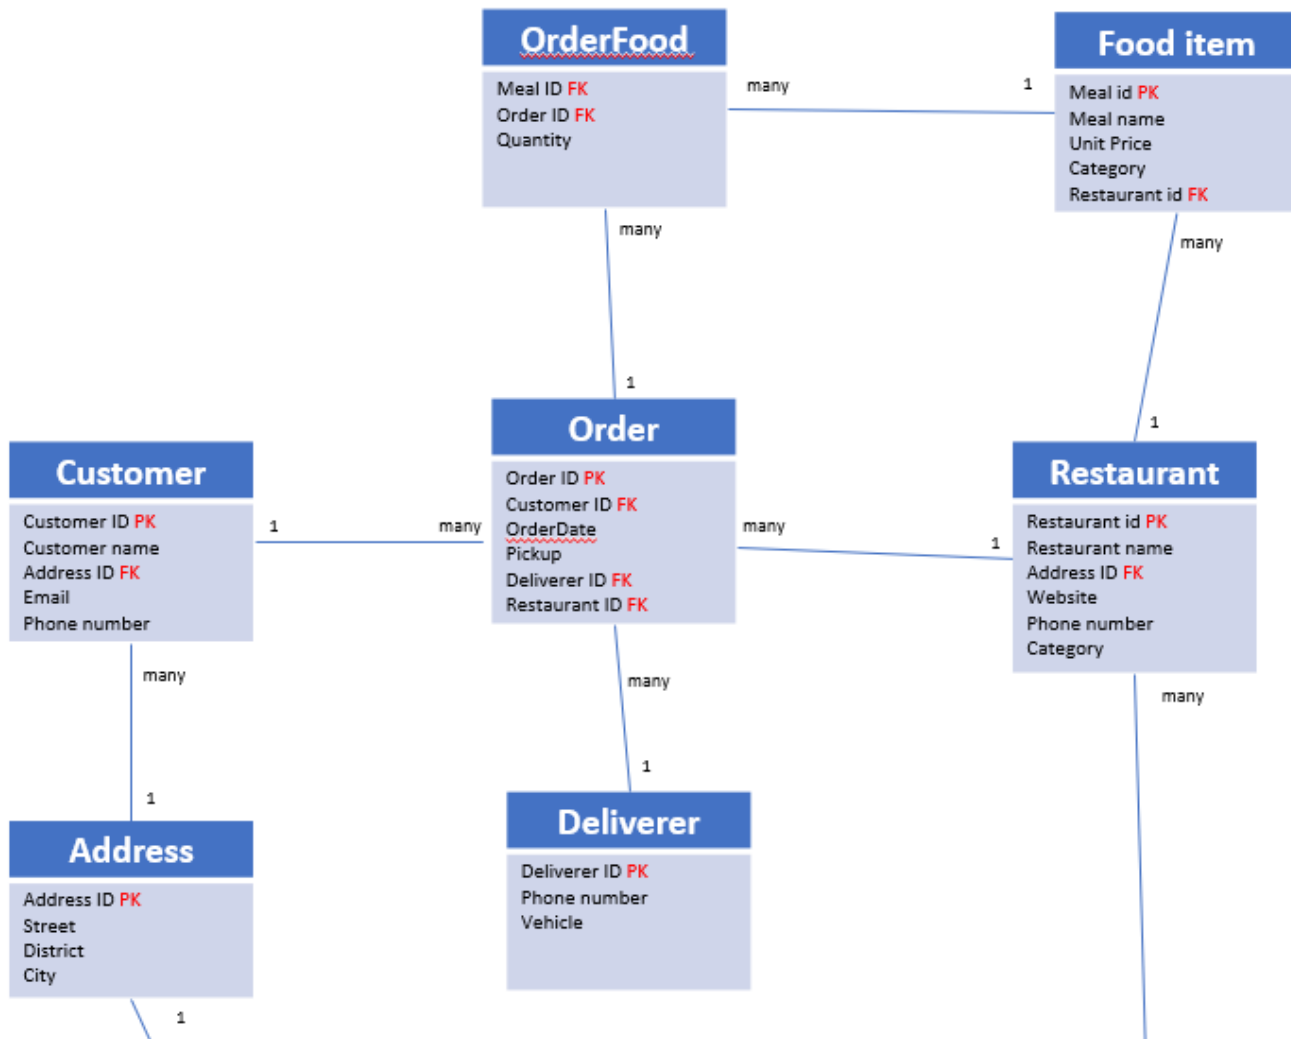 OrderFood
Meal ID FK
Order ID FK
Quantity
many
1
Food item
Meal id PK
Meal name
Unit Price
Category
Restaurant id FK
many
many
1
1
Customer
Customer ID PK
Customer name
Address ID FK
Email
Phone number
1
many
Order
Order ID PK
Customer ID FK
OrderDate
Pickup
Deliverer ID FK
Restaurant ID FK
many
1
Restaurant
Restaurant id PK
Restaurant name
Address ID FK
Website
Phone number
Category
many
many
many
1
1
Address
Address ID PK
Street
District
City
1
Deliverer
Deliverer ID PK
Phone number
Vehicle